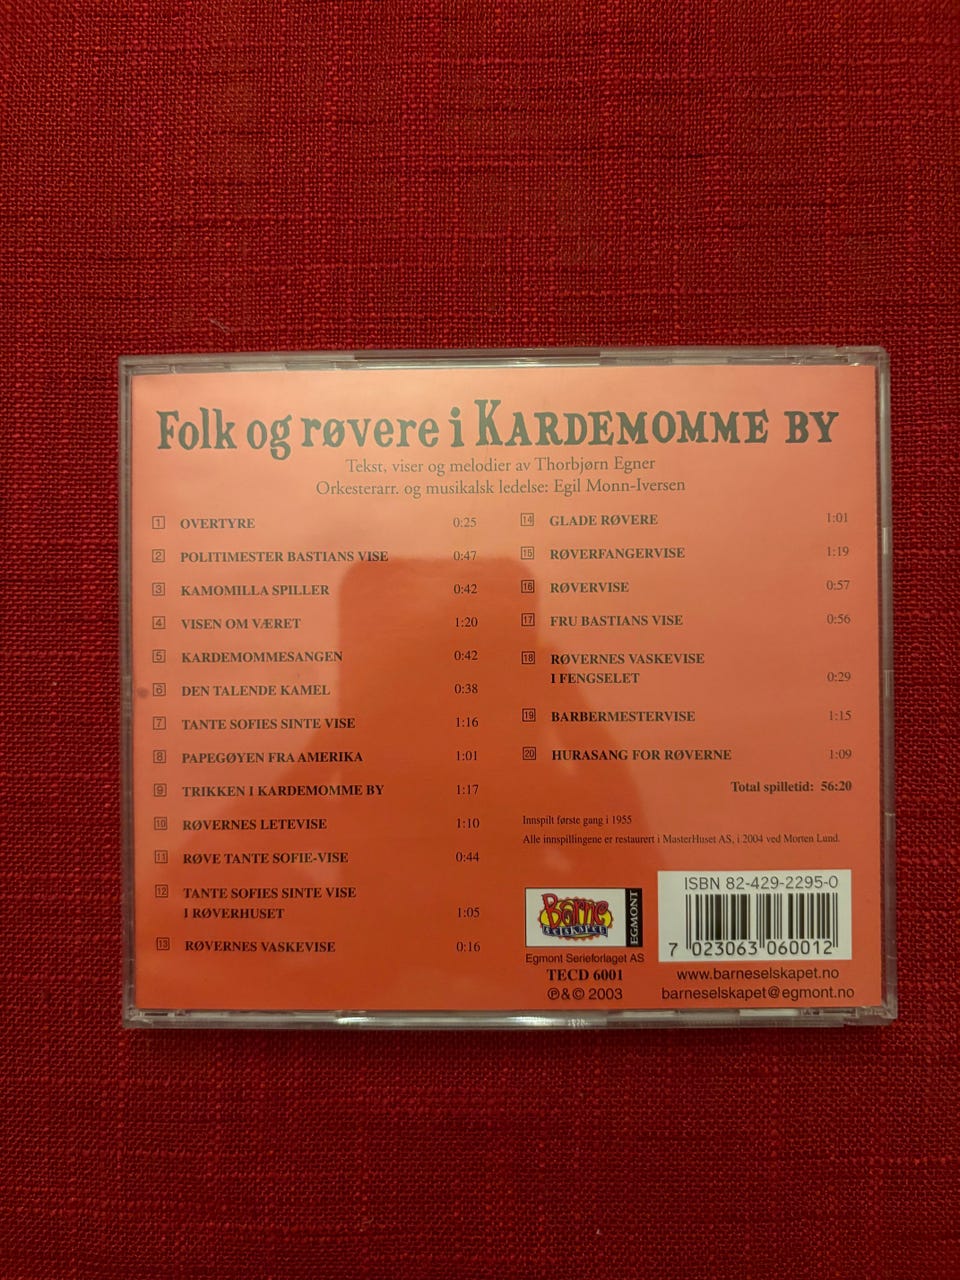 Folk og røvere i KARDEMOMME BY
Tekst, viser og melodier av Thorbjørn Egner
Orkesterarr. og musikalsk ledelse: Egil Monn-Iversen
1 OVERTYRE 0:25
2 POLITIMESTER BASTIANS VISE 0:47
3 KAMOMILLA SPILLER 0:42
4 VISEN OM VÆRET 1:20
5 KARDEMOMMESANGEN 0:42
6 DEN TALENDE KAMEL 0:38
7 TANTE SOFIES SINTE VISE 1:16
8 PAPEGØYEN FRA AMERIKA 1:01
9 TRIKKEN I KARDEMOMME BY 1:17
10 RØVERNES LETEVISE 1:10
11 RØVE TANTE SOFIE-VISE 0:44
12 TANTE SOFIES SINTE VISE
I RØVERHUSET 1:05
13 RØVERNES VASKEVISE 0:16
14 GLADE RØVERE 1:01
15 RØVERFANGERVISE 1:19
16 RØVERVISE 0:57
17 FRU BASTIANS VISE 0:56
18 RØVERNES VASKEVISE
I FENGSELET 0:29
19 BARBERMESTERVISE 1:15
20 HURASANG FOR RØVERNE 1:09
Total spilletid: 56:20
Innspilt første gang i 1955
Alle innspillingene er restaurert i MasterHuset AS, i 2004 ved Morten Lund.
Barne
selskapet
EGMONT
Egmont Serieforlaget AS
TECD 6001
℗&© 2003
ISBN 82-429-2295-0
7 023063 060012
www.barneselskapet.no
barneselskapet@egmont.no